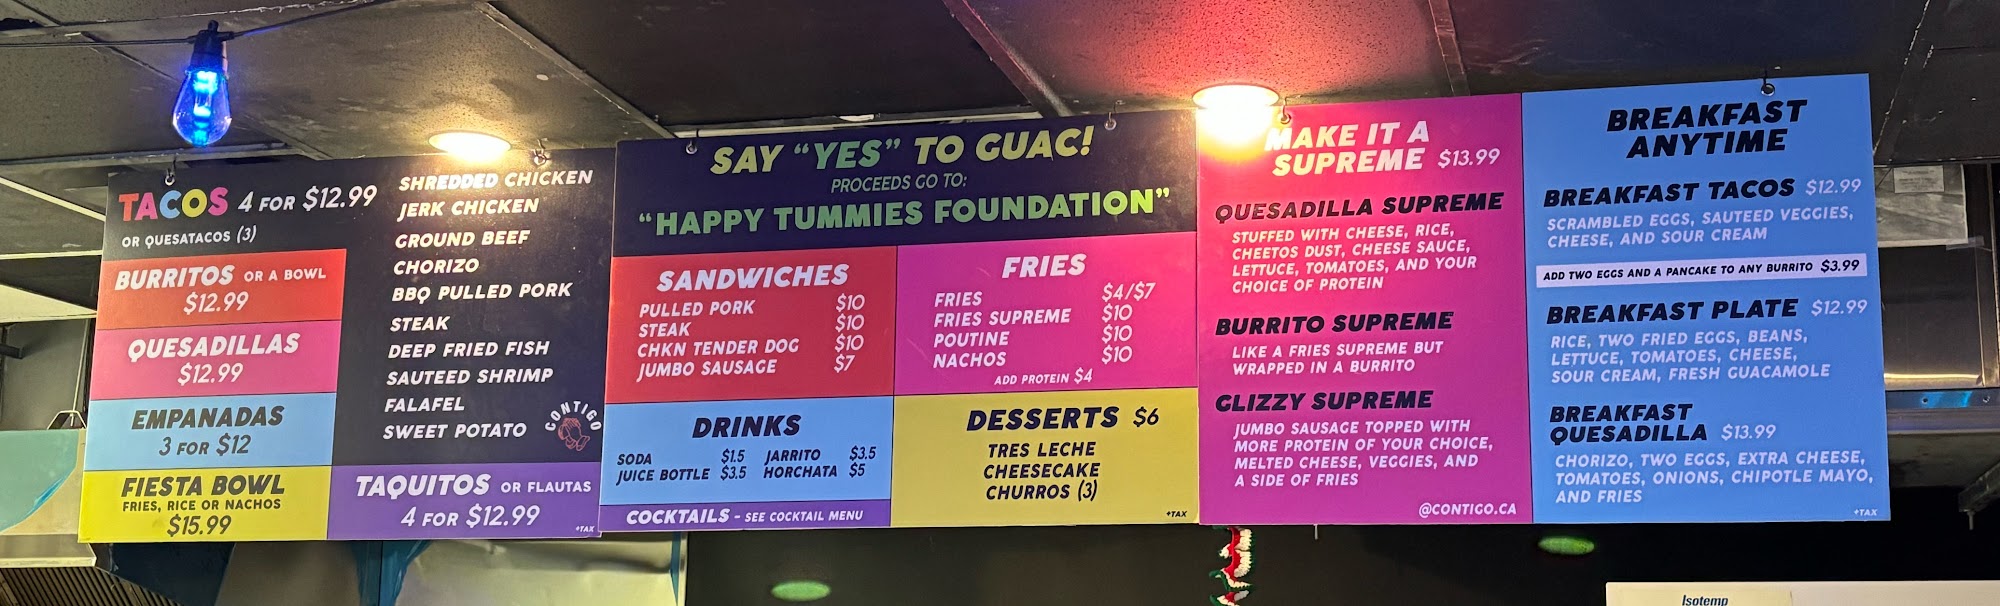 TACOS 4 FOR $12.99
OR QUESATACOS (3)
BURRITOS OR A BOWL
$12.99
QUESADILLAS
$12.99
EMPANADAS
3 FOR $12
FIESTA BOWL
FRIES, RICE OR NACHOS
$15.99
SHREDDED CHICKEN
JERK CHICKEN
GROUND BEEF
CHORIZO
BBQ PULLED PORK
STEAK
DEEP FRIED FISH
SAUTEED SHRIMP
FALAFEL
SWEET POTATO
CONTIGO
TAQUITOS OR FLAUTAS
4 FOR $12.99
+TAX
SAY "YES" TO GUAC!
PROCEEDS GO TO:
"HAPPY TUMMIES FOUNDATION"
SANDWICHES
PULLED PORK $10
STEAK $10
CHKN TENDER DOG $10
JUMBO SAUSAGE $7
FRIES
FRIES $4/$7
FRIES SUPREME $10
POUTINE $10
NACHOS $10
ADD PROTEIN $4
DRINKS
SODA $1.5 JARRITO $3.5
JUICE BOTTLE $3.5 HORCHATA $5
COCKTAILS - SEE COCKTAIL MENU
DESSERTS $6
TRES LECHE
CHEESECAKE
CHURROS (3)
+TAX
MAKE IT A
SUPREME $13.99
QUESADILLA SUPREME
STUFFED WITH CHEESE, RICE,
CHEETOS DUST, CHEESE SAUCE,
LETTUCE, TOMATOES, AND YOUR
CHOICE OF PROTEIN
BURRITO SUPREME
LIKE A FRIES SUPREME BUT
WRAPPED IN A BURRITO
GLIZZY SUPREME
JUMBO SAUSAGE TOPPED WITH
MORE PROTEIN OF YOUR CHOICE,
MELTED CHEESE, VEGGIES, AND
A SIDE OF FRIES
@CONTIGO.CA
BREAKFAST
ANYTIME
BREAKFAST TACOS $12.99
SCRAMBLED EGGS, SAUTEED VEGGIES,
CHEESE, AND SOUR CREAM
ADD TWO EGGS AND A PANCAKE TO ANY BURRITO $3.99
BREAKFAST PLATE $12.99
RICE, TWO FRIED EGGS, BEANS,
LETTUCE, TOMATOES, CHEESE,
SOUR CREAM, FRESH GUACAMOLE
BREAKFAST
QUESADILLA $13.99
CHORIZO, TWO EGGS, EXTRA CHEESE,
TOMATOES, ONIONS, CHIPOTLE MAYO,
AND FRIES
+TAX
Isotemp